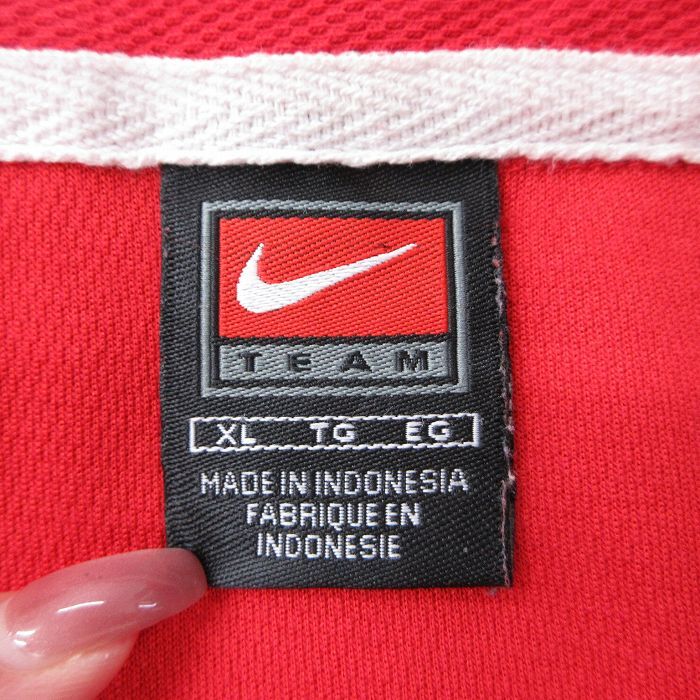 TEAM
XL TG EG
MADE IN INDONESIA
FABRIQUE EN
INDONESIE